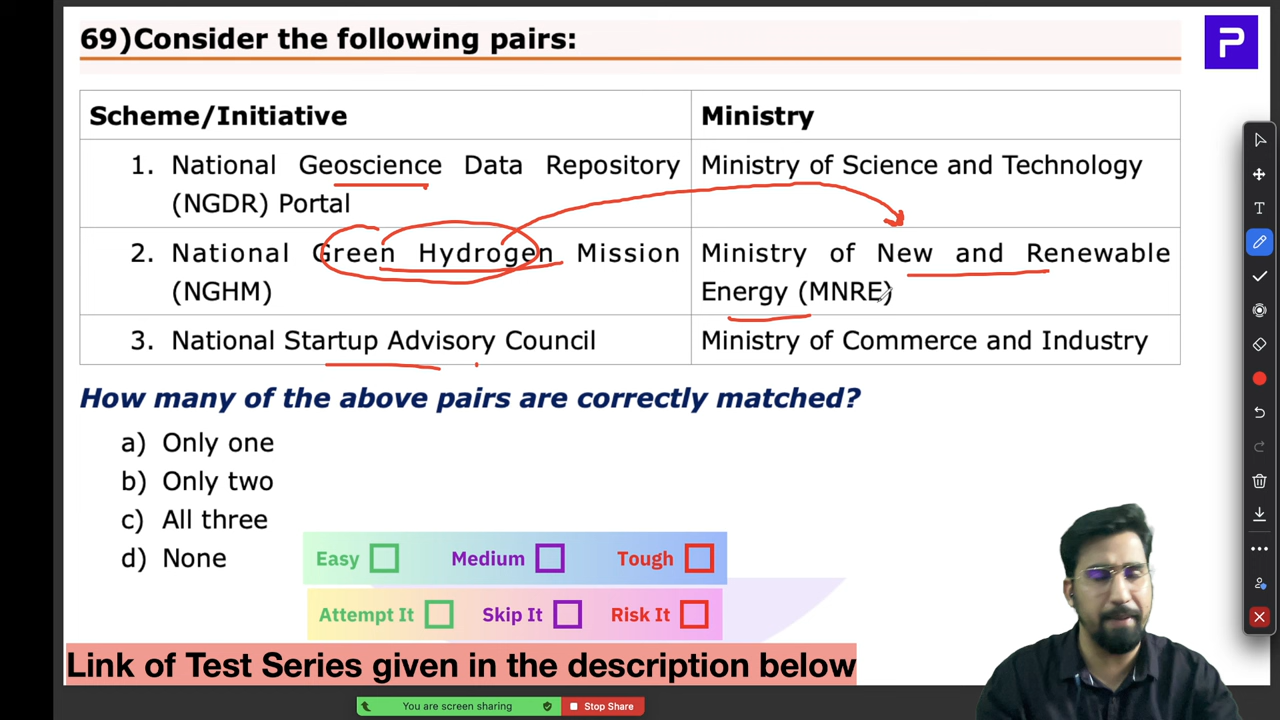 69)Consider the following pairs:
P
Scheme/Initiative
Ministry
1. National Geoscience Data Repository
(NGDR) Portal
Ministry of Science and Technology
2. National Green Hydrogen Mission
(NGHM)
Ministry of New and Renewable
Energy (MNRE)
3. National Startup Advisory Council
Ministry of Commerce and Industry
How many of the above pairs are correctly matched?
a) Only one
b) Only two
c) All three
d) None
Easy Medium Tough
Attempt It Skip It Risk It
Link of Test Series given in the description below
You are screen sharing Stop Share
T